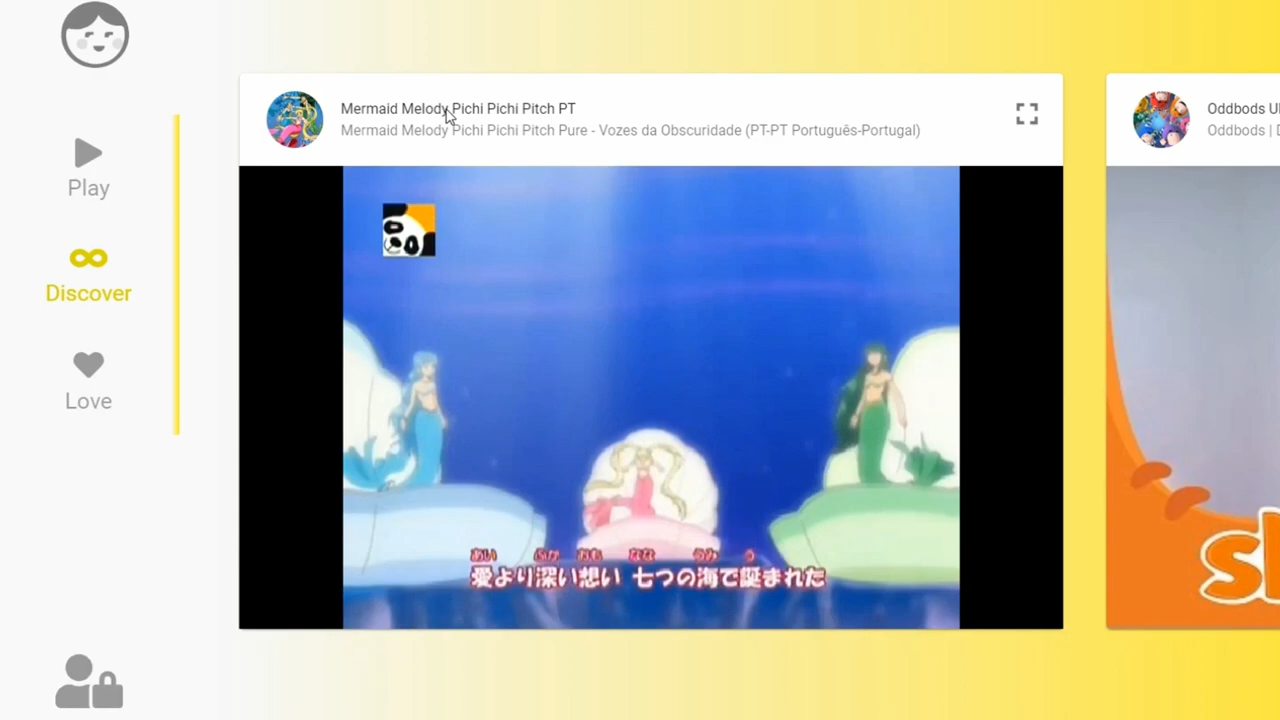 Mermaid Melody Pichi Pichi Pitch PT
Mermaid Melody Pichi Pichi Pitch Pure - Vozes da Obscuridade (PT-PT Português-Portugal)
Oddbods
Oddbods |
Play
Discover
Love
あい ふか おも なな うみ う
愛より深い想い 七つの海で誕まれた